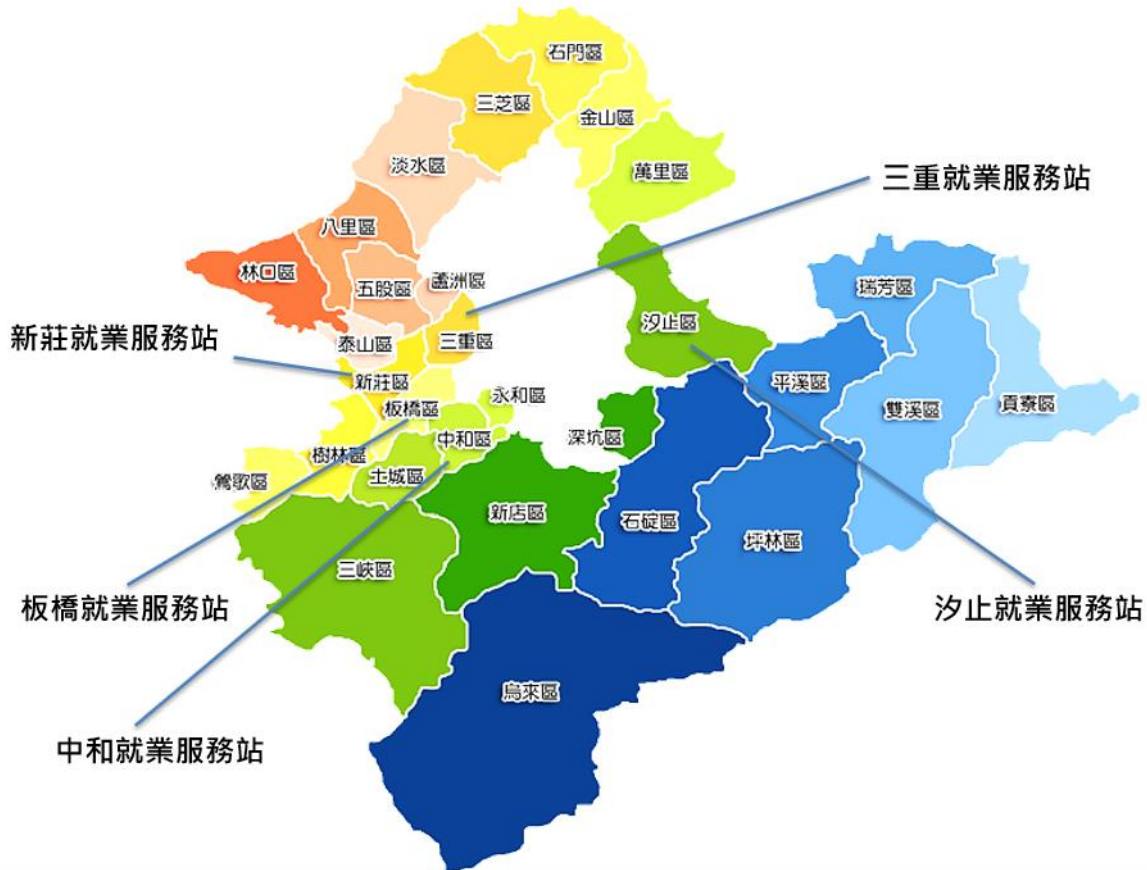 石門區
三芝區
金山區
淡水區
萬里區
三重就業服務站
八里區
林口區
五股區
蘆洲區
瑞芳區
汐止區
新莊就業服務站
泰山區
三重區
新莊區
平溪區
永和區
板橋區
雙溪區
貢寮區
中和區
深坑區
樹林區
土城區
鶯歌區
新店區
石碇區
坪林區
三峽區
板橋就業服務站
汐止就業服務站
烏來區
中和就業服務站